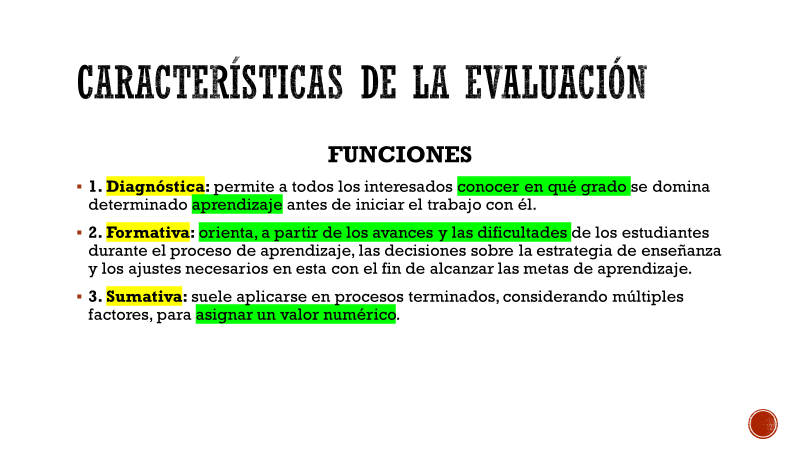 CARACTERÍSTICAS DE LA EVALUACIÓN
FUNCIONES
▪ 1. Diagnóstica: permite a todos los interesados conocer en qué grado se domina
determinado aprendizaje antes de iniciar el trabajo con él.
▪ 2. Formativa: orienta, a partir de los avances y las dificultades de los estudiantes
durante el proceso de aprendizaje, las decisiones sobre la estrategia de enseñanza
y los ajustes necesarios en esta con el fin de alcanzar las metas de aprendizaje.
▪ 3. Sumativa: suele aplicarse en procesos terminados, considerando múltiples
factores, para asignar un valor numérico.